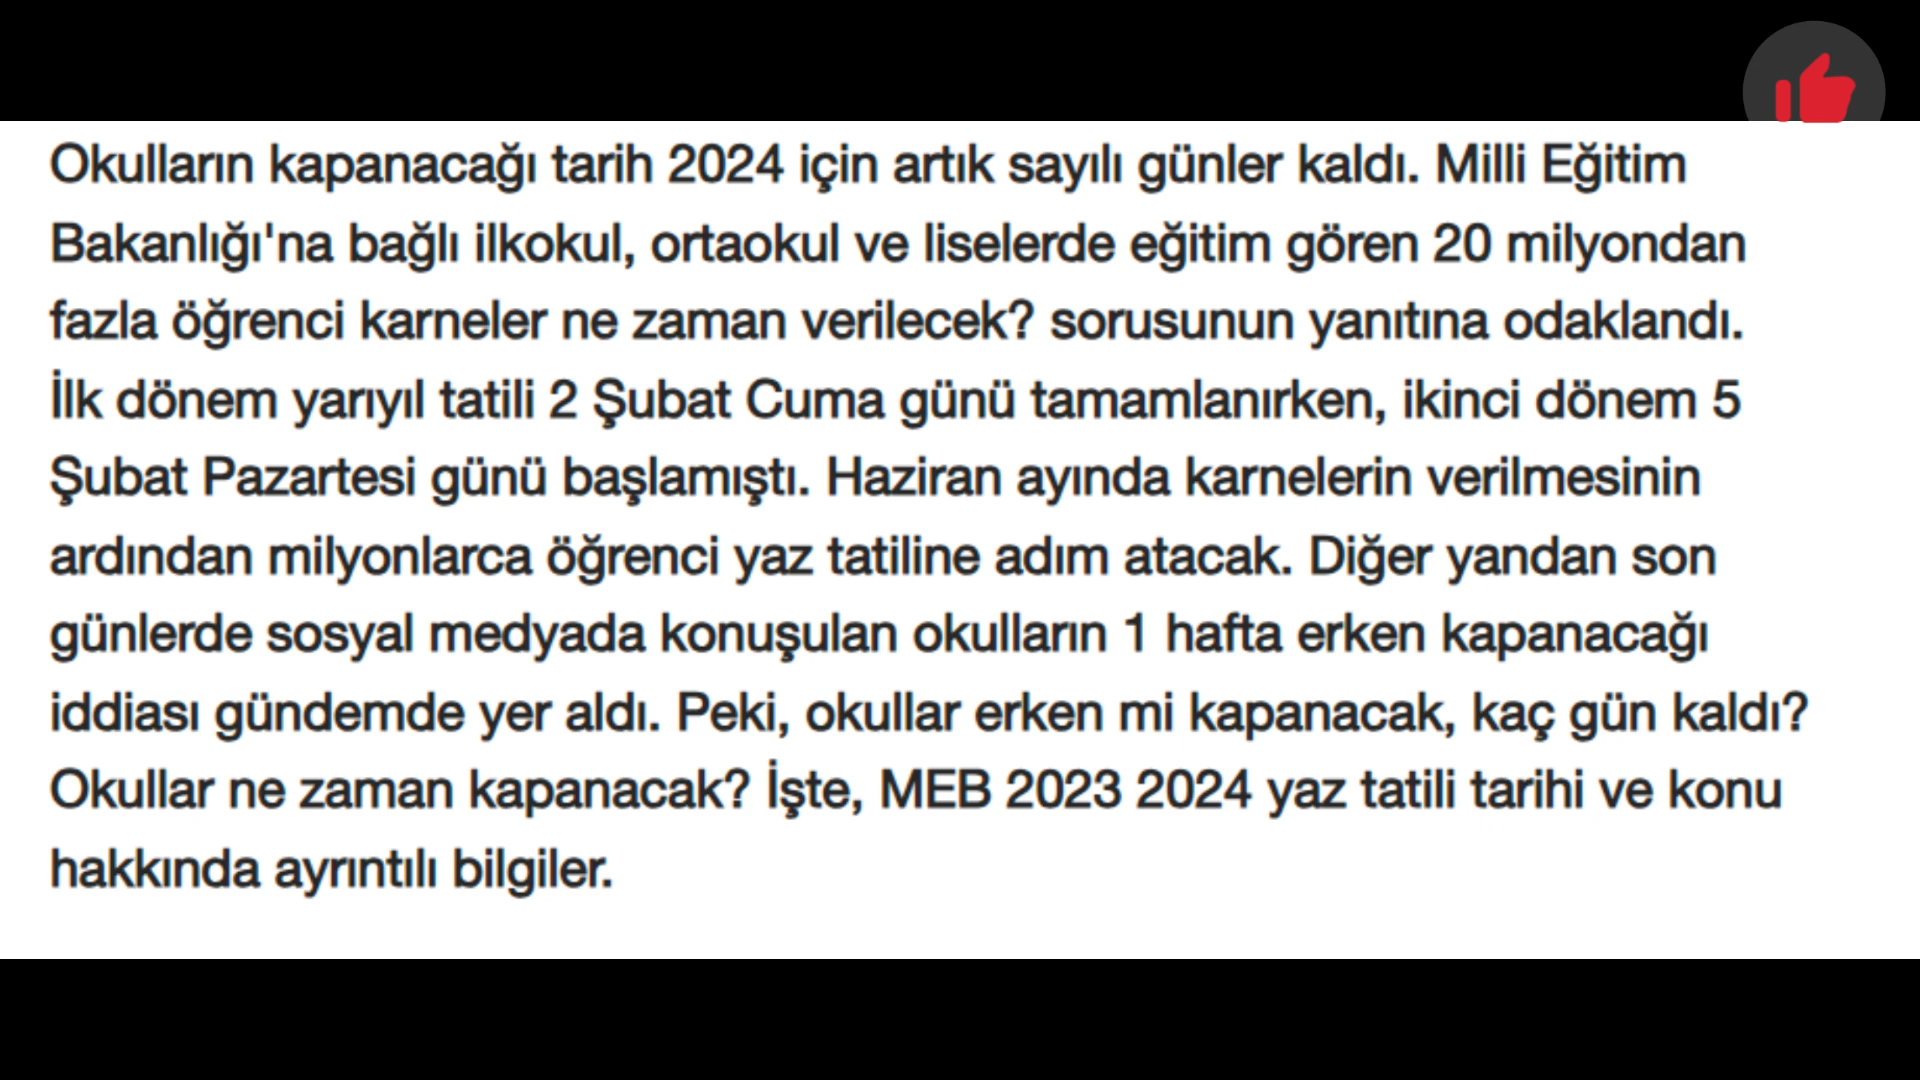 Okulların kapanacağı tarih 2024 için artık sayılı günler kaldı. Milli Eğitim
Bakanlığı'na bağlı ilkokul, ortaokul ve liselerde eğitim gören 20 milyondan
fazla öğrenci karneler ne zaman verilecek? sorusunun yanıtına odaklandı.
İlk dönem yarıyıl tatili 2 Şubat Cuma günü tamamlanırken, ikinci dönem 5
Şubat Pazartesi günü başlamıştı. Haziran ayında karnelerin verilmesinin
ardından milyonlarca öğrenci yaz tatiline adım atacak. Diğer yandan son
günlerde sosyal medyada konuşulan okulların 1 hafta erken kapanacağı
iddiası gündemde yer aldı. Peki, okullar erken mi kapanacak, kaç gün kaldı?
Okullar ne zaman kapanacak? İşte, MEB 2023 2024 yaz tatili tarihi ve konu
hakkında ayrıntılı bilgiler.